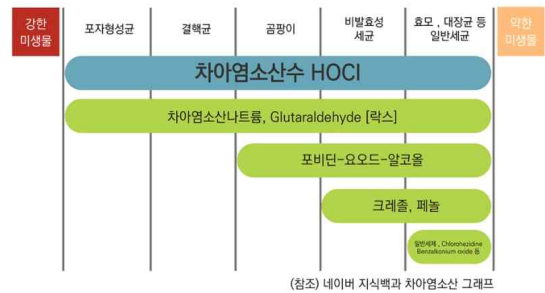 강한
미생물
포자형성균
결핵균
곰팡이
비발효성
세균
효모 , 대장균 등
일반세균
약한
미생물
차아염소산수 HOCI
차아염소산나트륨, Glutaraldehyde [락스]
포비딘-요오드-알코올
크레졸, 페놀
일반세제 , Chlorohezidine
Benzalkonium oxide 등
(참조) 네이버 지식백과 차아염소산 그래프